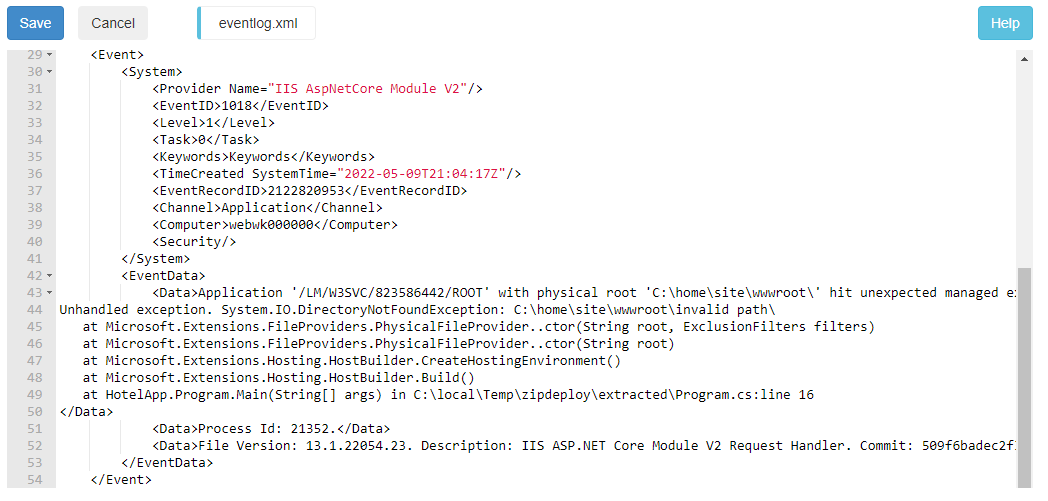 Save Cancel eventlog.xml Help
29 <Event>
30 <System>
31 <Provider Name="IIS AspNetCore Module V2"/>
32 <EventID>1018</EventID>
33 <Level>1</Level>
34 <Task>0</Task>
35 <Keywords>Keywords</Keywords>
36 <TimeCreated SystemTime="2022-05-09T21:04:17Z"/>
37 <EventRecordID>2122820953</EventRecordID>
38 <Channel>Application</Channel>
39 <Computer>webwk000000</Computer>
40 <Security/>
41 </System>
42 <EventData>
43 <Data>Application '/LM/W3SVC/823586442/ROOT' with physical root 'C:\home\site\wwwroot\' hit unexpected managed
44 Unhandled exception. System.IO.DirectoryNotFoundException: C:\home\site\wwwroot\invalid path\
45 at Microsoft.Extensions.FileProviders.PhysicalFileProvider..ctor(String root, ExclusionFilters filters)
46 at Microsoft.Extensions.FileProviders.PhysicalFileProvider..ctor(String root)
47 at Microsoft.Extensions.Hosting.HostBuilder.CreateHostingEnvironment()
48 at Microsoft.Extensions.Hosting.HostBuilder.Build()
49 at HotelApp.Program.Main(String[] args) in C:\local\Temp\zipdeploy\extracted\Program.cs:line 16
50 </Data>
51 <Data>Process Id: 21352.</Data>
52 <Data>File Version: 13.1.22054.23. Description: IIS ASP.NET Core Module V2 Request Handler. Commit: 509f6badec2f
53 </EventData>
54 </Event>